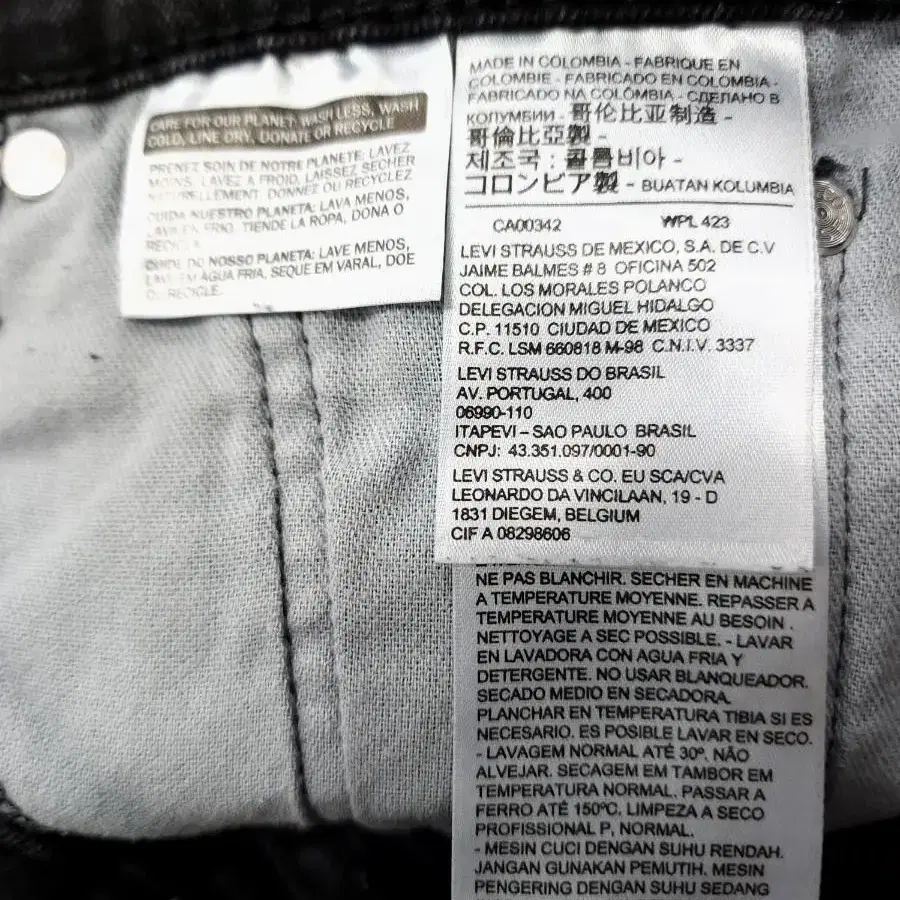 CARE FOR OUR PLANET: WASH LESS, WASH
COLD, LINE DRY, DONATE OR RECYCLE
PRENEZ SOIN DE NOTRE PLANETE: LAVEZ
MOINS, LAVEZ A FROID, LAISSEZ SECHER
NATURELLEMENT, DONNEZ OU RECYCLEZ
CUIDA NUESTRO PLANETA: LAVA MENOS,
LAVA EN FRIO, TIENDE LA ROPA, DONA O
RECICLA
CUIDE DO NOSSO PLANETA: LAVE MENOS,
LAVE EM AGUA FRIA, SEQUE EM VARAL, DOE
OU RECICLE.
MADE IN COLOMBIA - FABRIQUE EN
COLOMBIE - FABRICADO EN COLOMBIA -
FABRICADO NA COLÔMBIA - СДЕЛАНО В
КОЛУМБИИ - 哥伦比亚制造 -
哥倫比亞製 -
제조국 : 콜롬비아 -
コロンビア製 - BUATAN KOLUMBIA
CA00342 WPL 423
LEVI STRAUSS DE MEXICO, S.A. DE C.V
JAIME BALMES # 8 OFICINA 502
COL. LOS MORALES POLANCO
DELEGACION MIGUEL HIDALGO
C.P. 11510 CIUDAD DE MEXICO
R.F.C. LSM 660818 M-98 C.N.I.V. 3337
LEVI STRAUSS DO BRASIL
AV. PORTUGAL, 400
06990-110
ITAPEVI – SAO PAULO BRASIL
CNPJ: 43.351.097/0001-90
LEVI STRAUSS & CO. EU SCA/CVA
LEONARDO DA VINCILAAN, 19 - D
1831 DIEGEM, BELGIUM
CIF A 08298606
NE PAS BLANCHIR. SECHER EN MACHINE
A TEMPERATURE MOYENNE. REPASSER A
TEMPERATURE MOYENNE AU BESOIN .
NETTOYAGE A SEC POSSIBLE. - LAVAR
EN LAVADORA CON AGUA FRIA Y
DETERGENTE. NO USAR BLANQUEADOR.
SECADO MEDIO EN SECADORA.
PLANCHAR EN TEMPERATURA TIBIA SI ES
NECESARIO. ES POSIBLE LAVAR EN SECO.
- LAVAGEM NORMAL ATÉ 30º. NÃO
ALVEJAR. SECAGEM EM TAMBOR EM
TEMPERATURA NORMAL. PASSAR A
FERRO ATÉ 150ºC. LIMPEZA A SECO
PROFISSIONAL P, NORMAL.
- MESIN CUCI DENGAN SUHU RENDAH.
JANGAN GUNAKAN PEMUTIH. MESIN
PENGERING DENGAN SUHU SEDANG